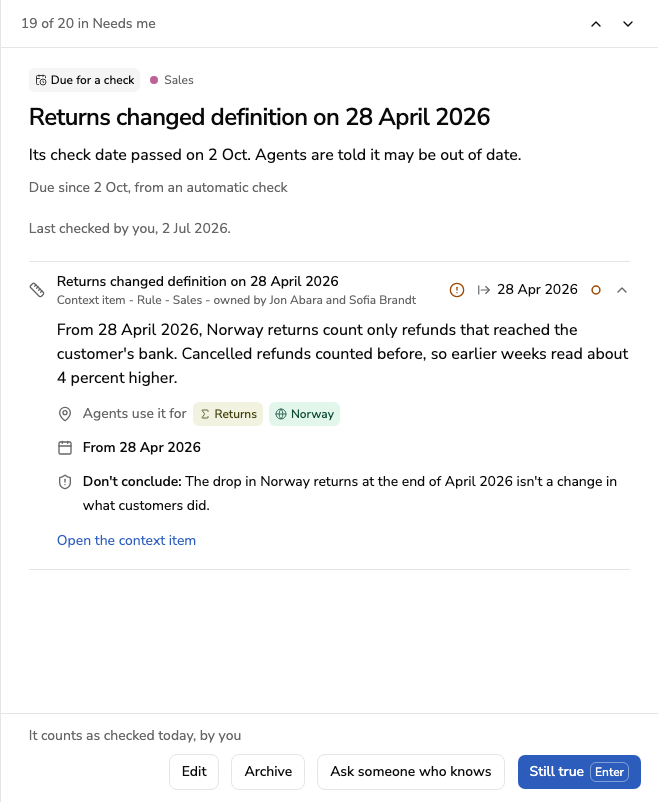 19 of 20 in Needs me
Due for a check
Sales
Returns changed definition on 28 April 2026
Its check date passed on 2 Oct. Agents are told it may be out of date.
Due since 2 Oct, from an automatic check
Last checked by you, 2 Jul 2026.
Returns changed definition on 28 April 2026
Context item - Rule - Sales - owned by Jon Abara and Sofia Brandt
28 Apr 2026
From 28 April 2026, Norway returns count only refunds that reached the
customer's bank. Cancelled refunds counted before, so earlier weeks read about
4 percent higher.
Agents use it for Returns Norway
From 28 Apr 2026
Don't conclude: The drop in Norway returns at the end of April 2026 isn't a change in
what customers did.
Open the context item
It counts as checked today, by you
Edit
Archive
Ask someone who knows
Still true Enter